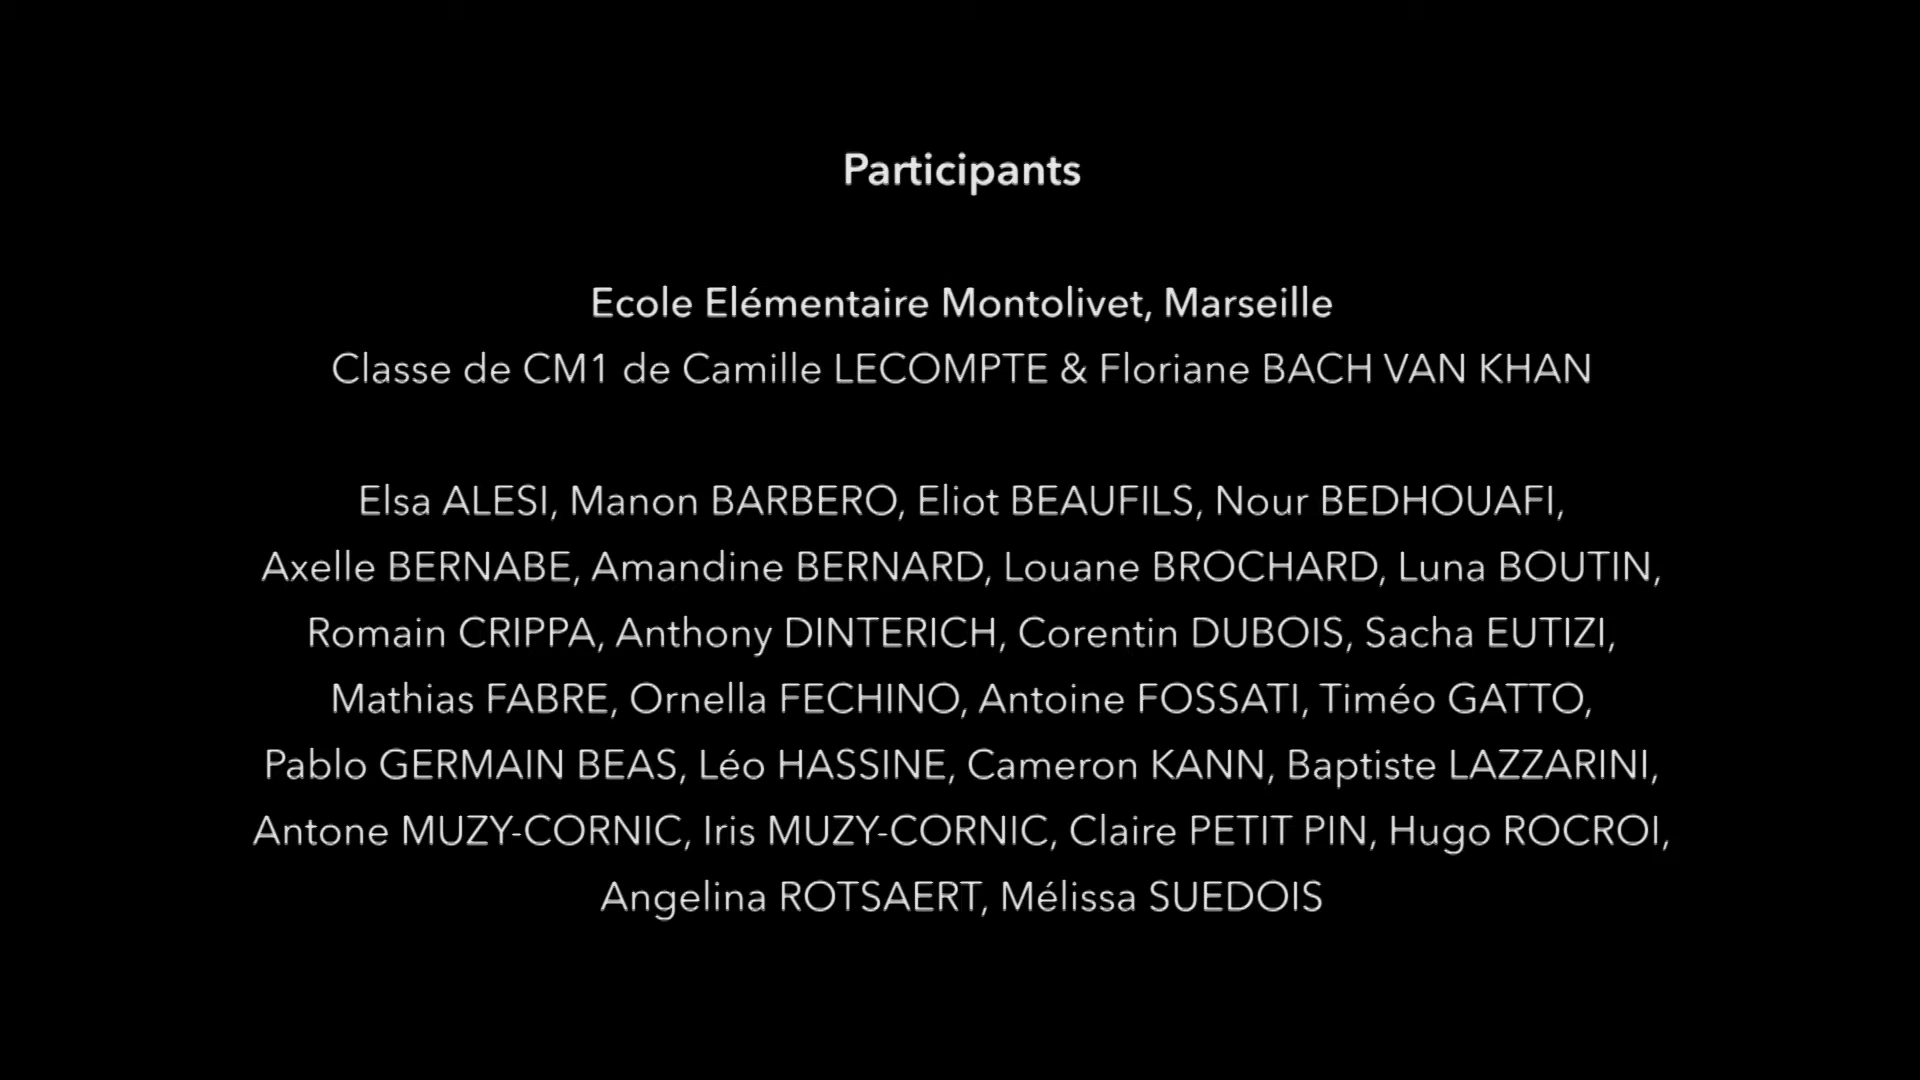 Participants
Ecole Elémentaire Montolivet, Marseille
Classe de CM1 de Camille LECOMPTE & Floriane BACH VAN KHAN
Elsa ALESI, Manon BARBERO, Eliot BEAUFILS, Nour BEDHOUAFI,
Axelle BERNABE, Amandine BERNARD, Louane BROCHARD, Luna BOUTIN,
Romain CRIPPA, Anthony DINTERICH, Corentin DUBOIS, Sacha EUTIZI,
Mathias FABRE, Ornella FECHINO, Antoine FOSSATI, Timéo GATTO,
Pablo GERMAIN BEAS, Léo HASSINE, Cameron KANN, Baptiste LAZZARINI,
Antone MUZY-CORNIC, Iris MUZY-CORNIC, Claire PETIT PIN, Hugo ROCROI,
Angelina ROTSAERT, Mélissa SUEDOIS